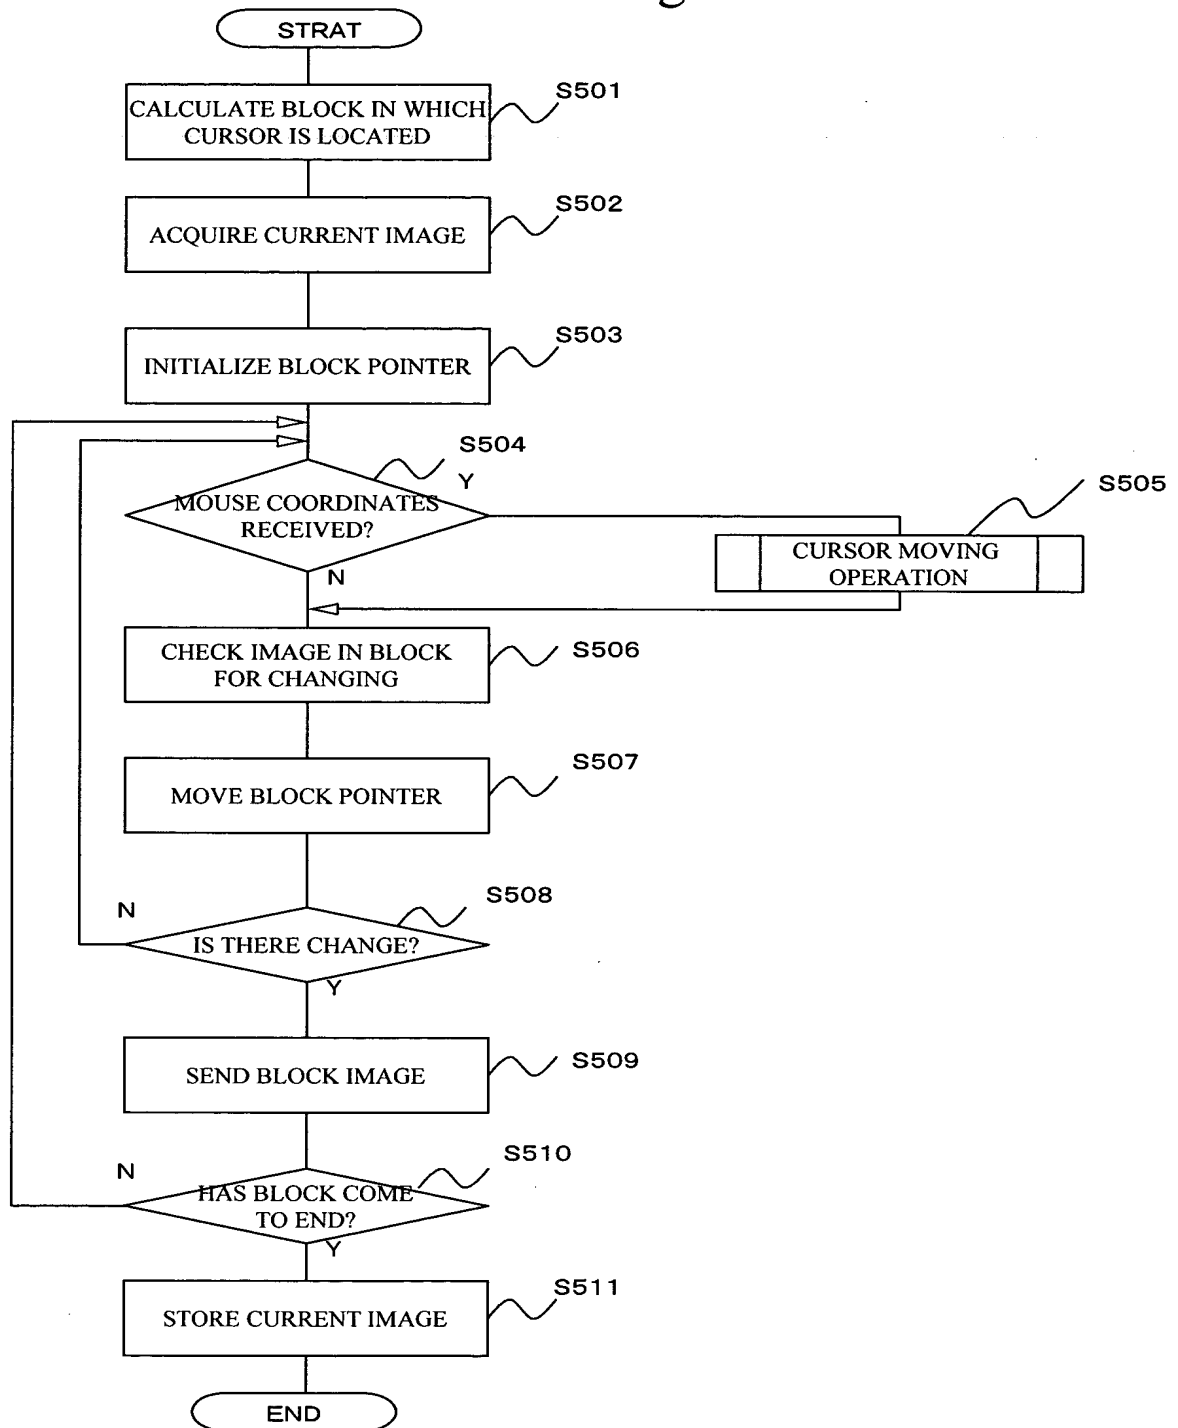 STRAT
CALCULATE BLOCK IN WHICH
CURSOR IS LOCATED
S501
ACQUIRE CURRENT IMAGE
S502
INITIALIZE BLOCK POINTER
S503
MOUSE COORDINATES
RECEIVED?
S504
Y
N
CURSOR MOVING
OPERATION
S505
CHECK IMAGE IN BLOCK
FOR CHANGING
S506
MOVE BLOCK POINTER
S507
IS THERE CHANGE?
S508
N
Y
SEND BLOCK IMAGE
S509
HAS BLOCK COME
TO END?
S510
N
Y
STORE CURRENT IMAGE
S511
END